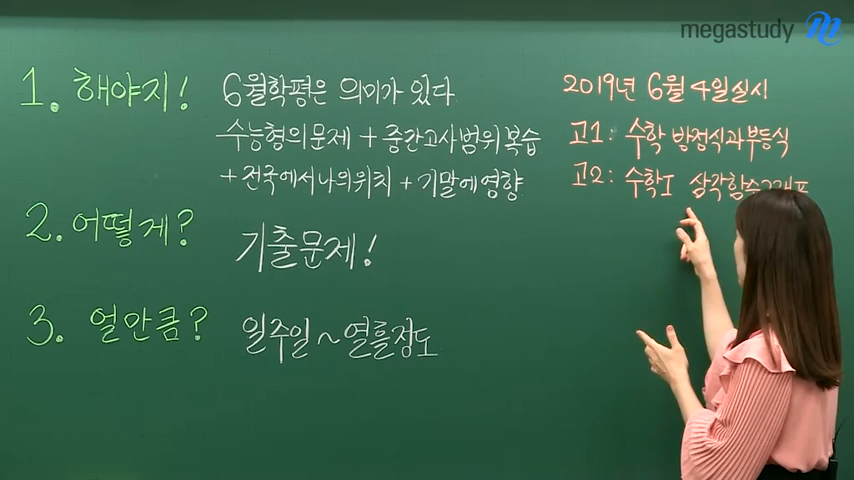 megastudy
1. 해야지!
6월학평은 의미가 있다
수능형의 문제 + 중간고사범위 복습
+ 전국에서 나의 위치 + 기말에 영향
2. 어떻게?
기출문제!
3. 얼만큼?
일주일 ~ 열흘정도
2019년 6월 4일실시
고1: 수학 방정식과부등식
고2: 수학I